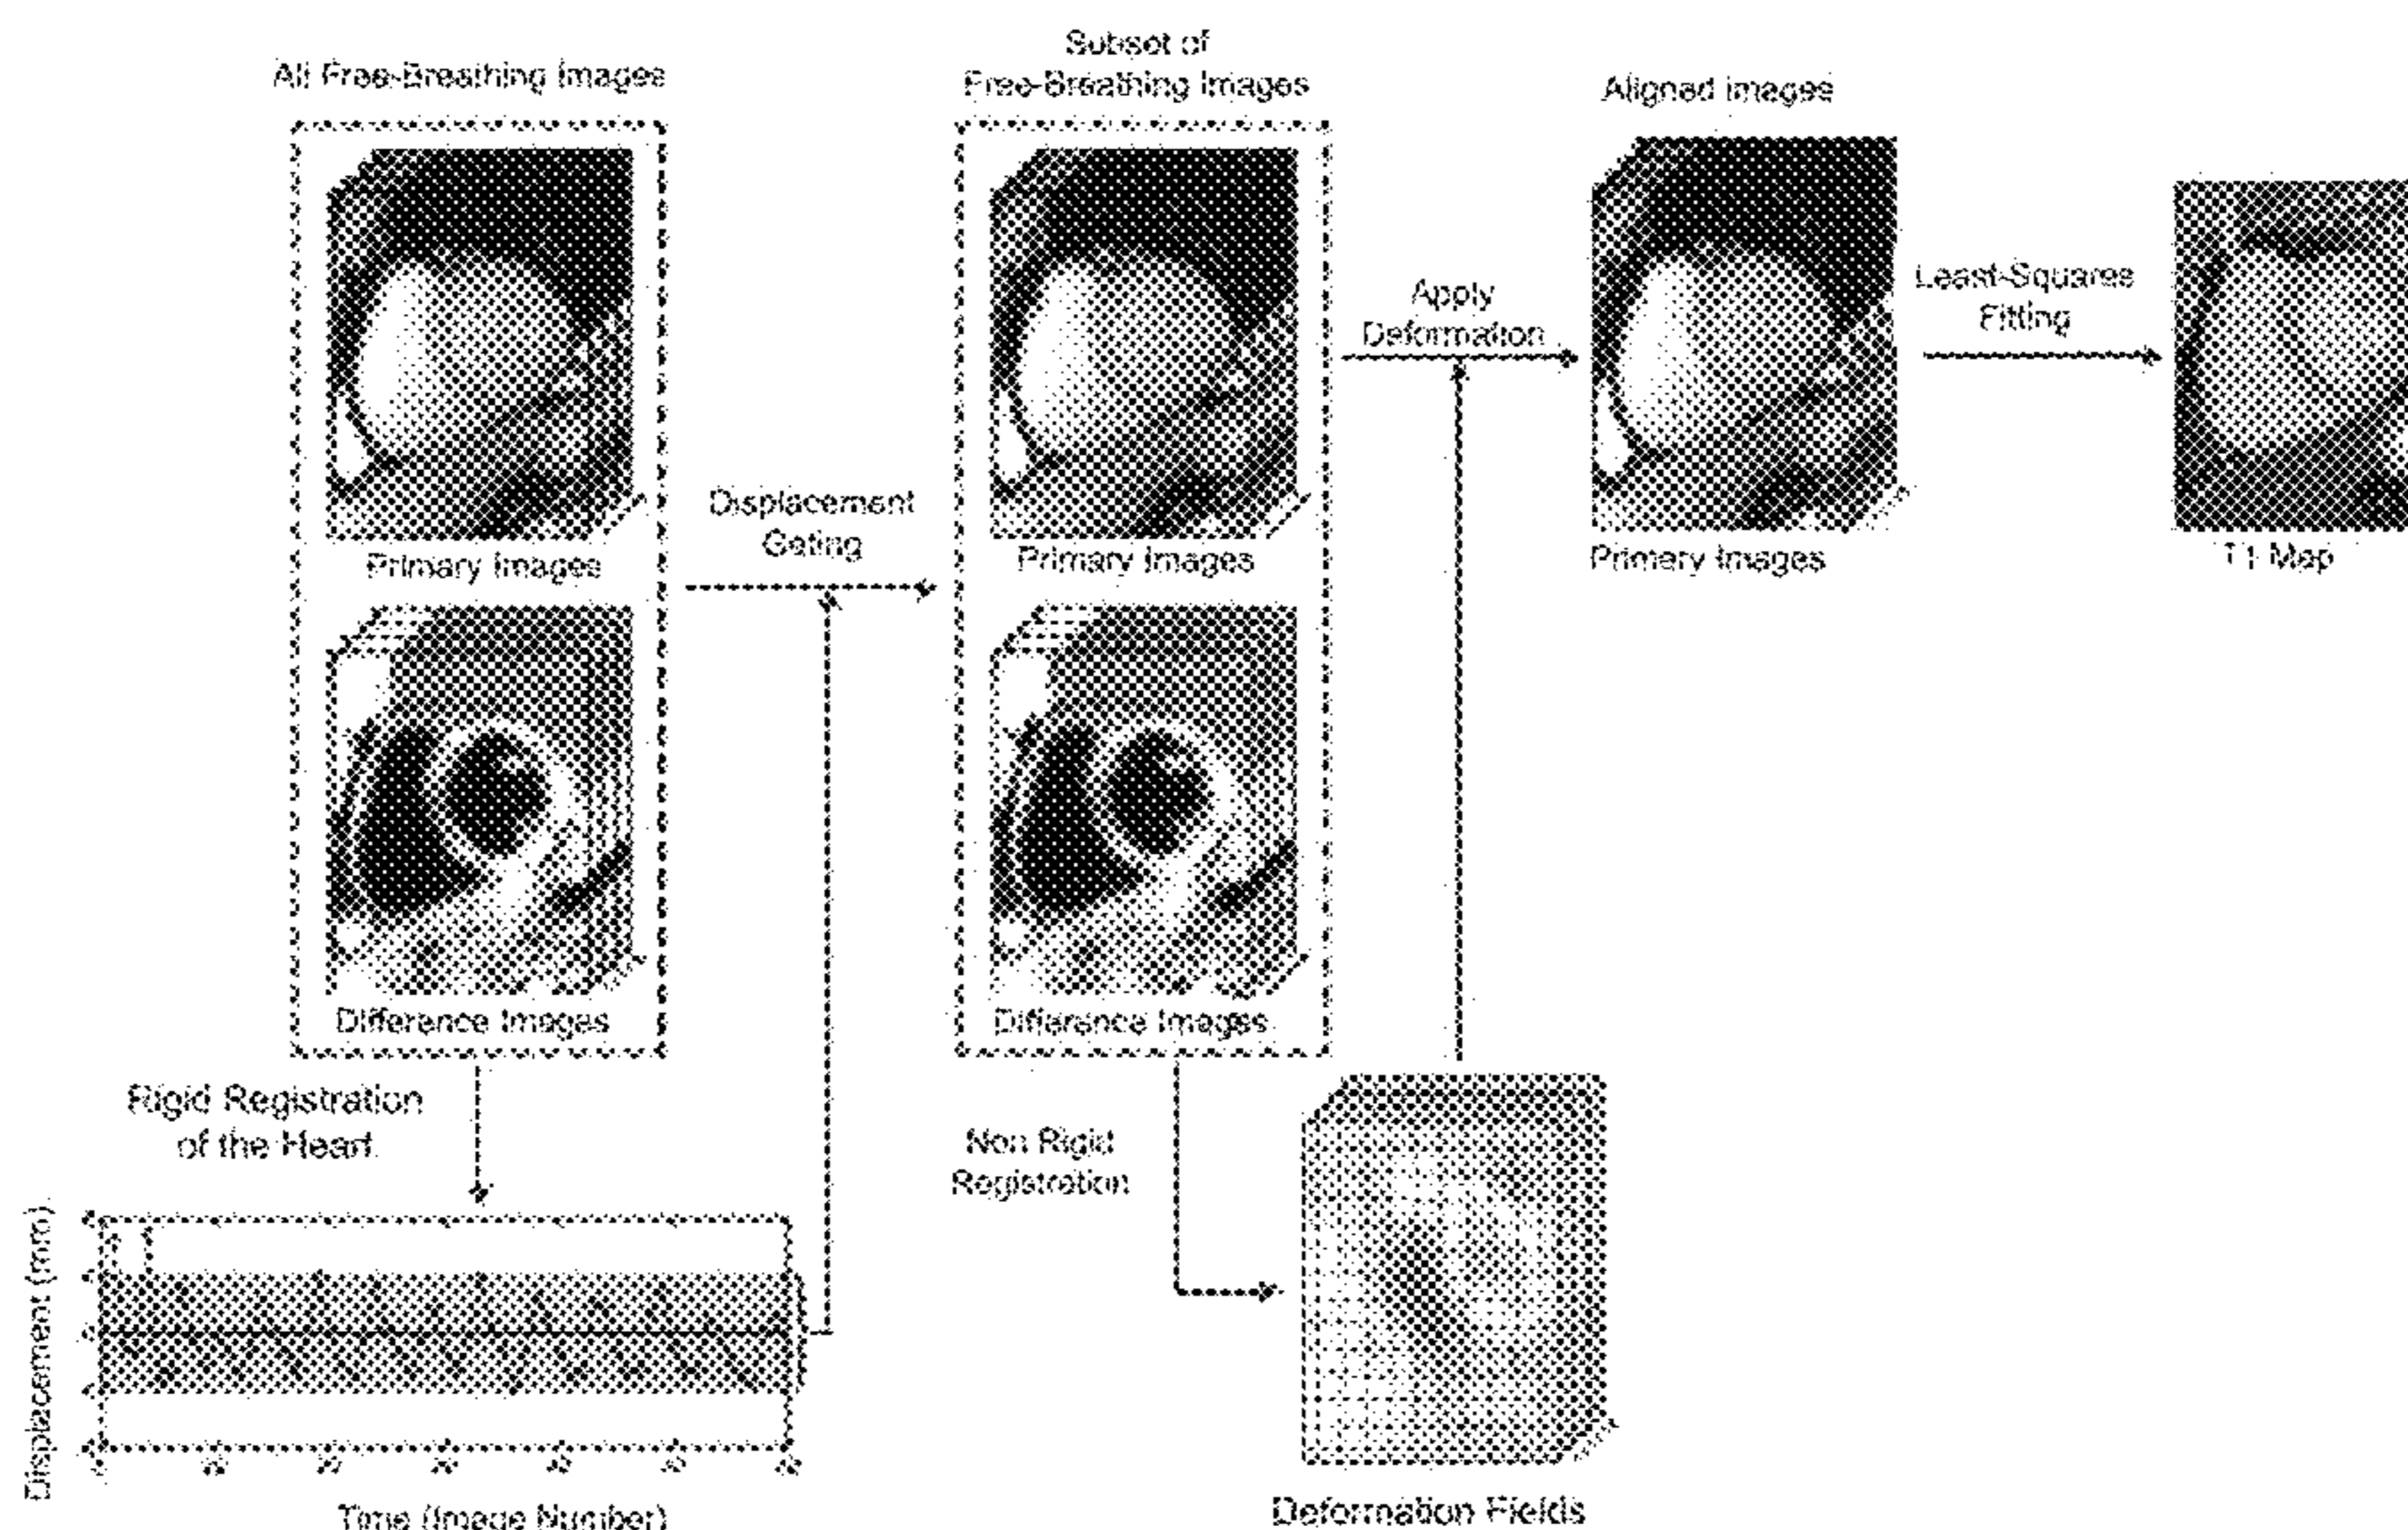 All Free-Breathing Images
Subset of
Free-Breathing Images
Aligned Images
Primary Images
Primary Images
Primary Images
Displacement
Gating
Apply
Deformation
Least-Squares
Fitting
T1 Map
Difference Images
Difference Images
Rigid Registration
of the Heart
Non Rigid
Registration
Displacement (mm)
Time (Image Number)
Deformation Fields